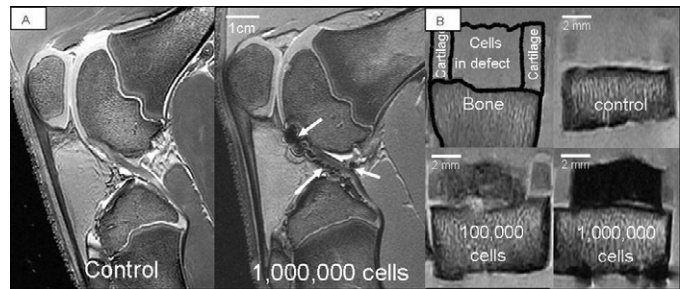 A
Control
1cm
1,000,000 cells
B
Cartilage
Cells
in defect
Cartilage
Bone
2 mm
control
2 mm
100,000
cells
2 mm
1,000,000
cells